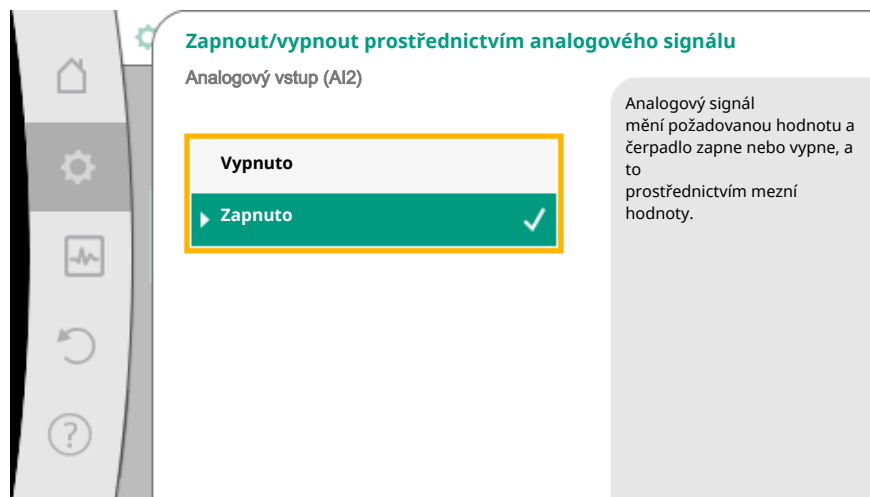 Zapnout/vypnout prostřednictvím analogového signálu
Analogový vstup (AI2)
Vypnuto
Zapnuto
Analogový signál
mění požadovanou hodnotu a
čerpadlo zapne nebo vypne, a
to
prostřednictvím mezní
hodnoty.
?